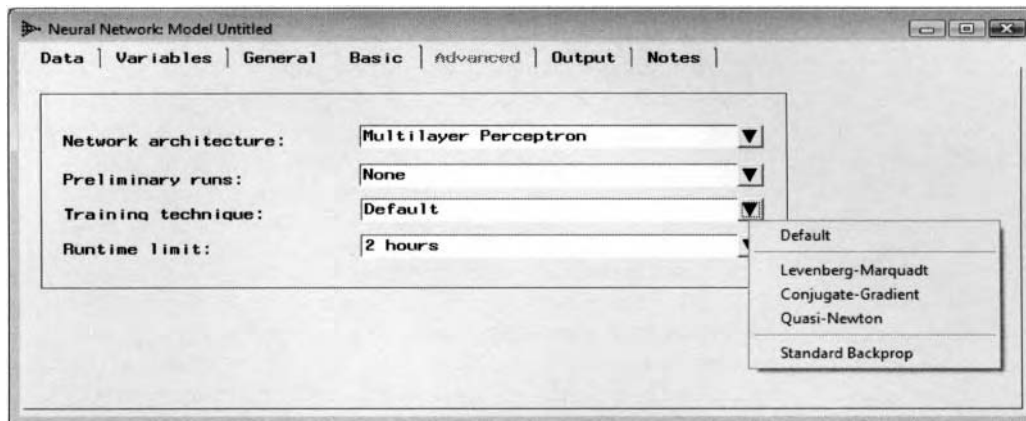 Neural Network: Model Untitled
Data Variables General Basic Advanced Output Notes
Network architecture: Multilayer Perceptron
Preliminary runs: None
Training technique: Default
Runtime limit: 2 hours
Default
Levenberg-Marquadt
Conjugate-Gradient
Quasi-Newton
Standard Backprop